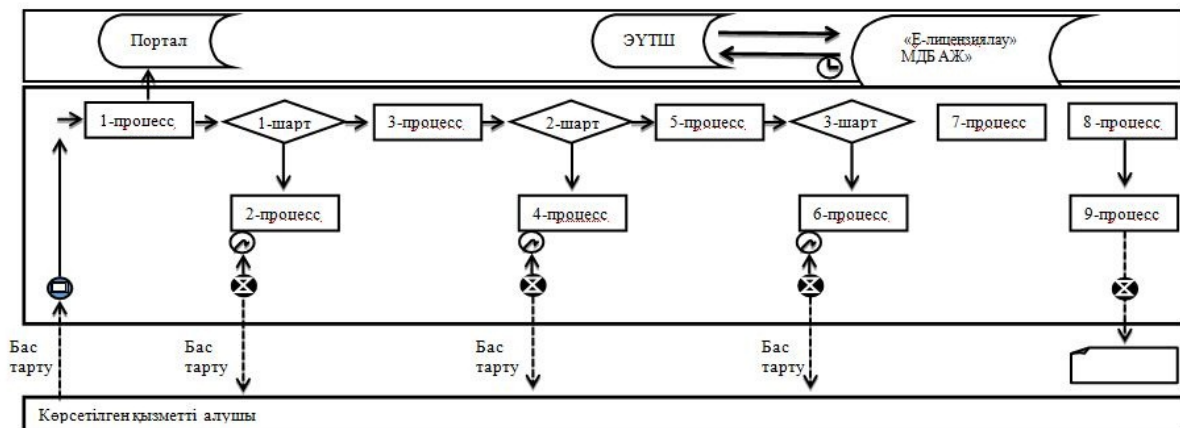 Портал
ЭҮТШ
«Е-лицензиялау»
МДБ АЖ»
1-процесс
1-шарт
3-процесс
2-шарт
5-процесс
3-шарт
7-процесс
8-процесс
2-процесс
4-процесс
6-процесс
9-процесс
Бас
тарту
Бас
тарту
Бас
тарту
Бас
тарту
Көрсетілген қызметті алушы